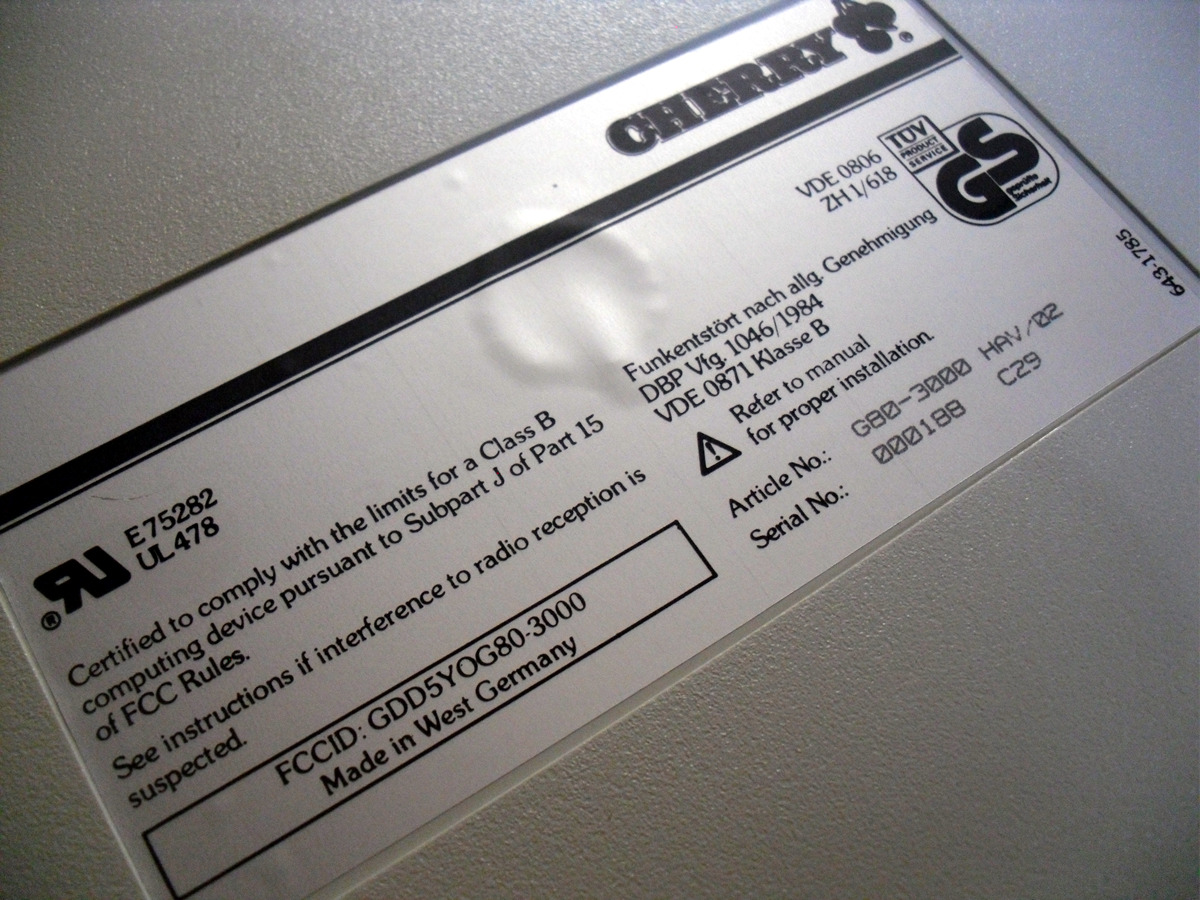 CHERRY®
TÜV
PRODUCT
SERVICE
GS
geprüfte
Sicherheit
VDE 0806
ZH 1/618
643-1785
Funkentstört nach allg. Genehmigung
DBP Vfg. 1046/1984
VDE 0871 Klasse B
Refer to manual
for proper installation.
Article No.: G80-3000 HAV/02
Serial No.: 000188 C29
E75282
UL478
®
Certified to comply with the limits for a Class B
computing device pursuant to Subpart J of Part 15
of FCC Rules.
See instructions if interference to radio reception is
suspected.
FCCID: GDD5YOG80-3000
Made in West Germany